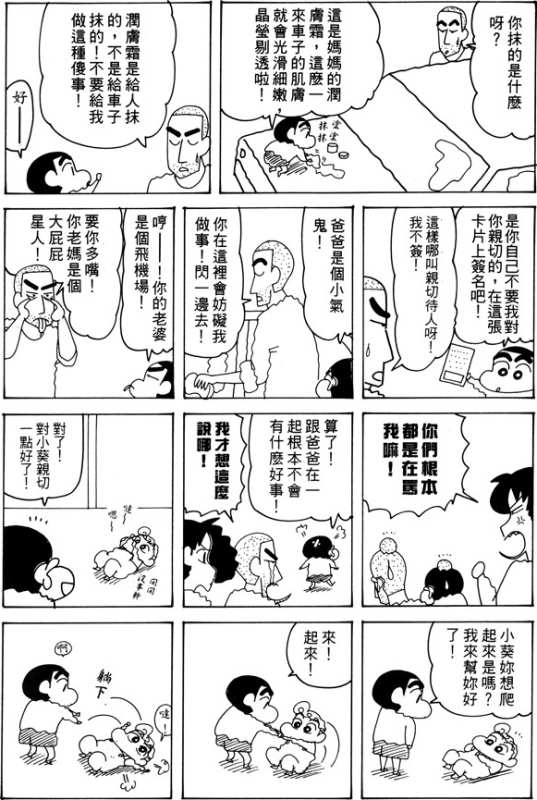 你抹的是什麼
呀？
這是媽媽的潤
膚霜，這麼一
來車子的肌膚
就會光滑細嫩，
晶瑩剔透啦！
抹抹
潤膚霜是給人抹
的，不是給車子
抹的！不要給我
做這種傻事！
好——
是你自己不要我對
你親切的，在這張
卡片上簽名吧！
這樣哪叫親切待人呀！
我不簽！
爸爸是個小氣
鬼！
你在這裡會妨礙我
做事！閃一邊去！
哼！！你的老婆
是個飛機場！
要你多嘴！
你老媽是個
大屁屁
星人！
你們根本
都是在罵
我嘛！
算了！
跟爸爸在一
起根本不會
有什麼好事！
我才想這麼
說哪！
對了！
對小葵親切
一點好了！
小葵妳想爬
起來是嗎？
我來幫妳好
了！
來！
起來！
躺下